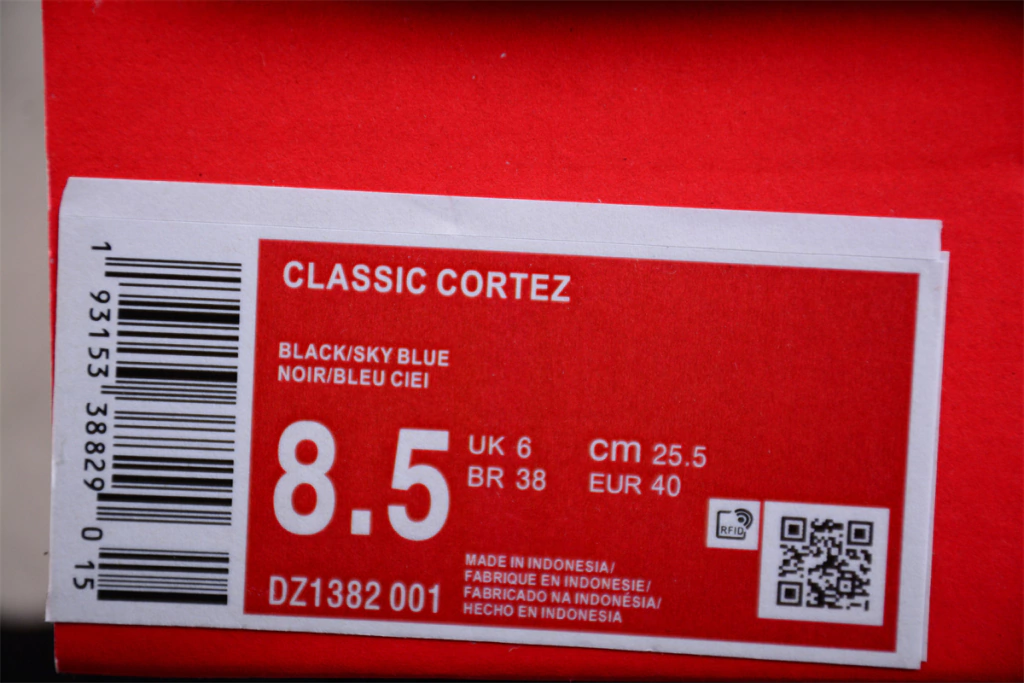 CLASSIC CORTEZ
BLACK/SKY BLUE
NOIR/BLEU CIEI
8.5
UK 6
cm 25.5
BR 38
EUR 40
RFID
DZ1382 001
MADE IN INDONESIA/
FABRIQUE EN INDONESIE/
FABRICADO NA INDONÉSIA/
HECHO EN INDONESIA
1 93153 38829 0 15